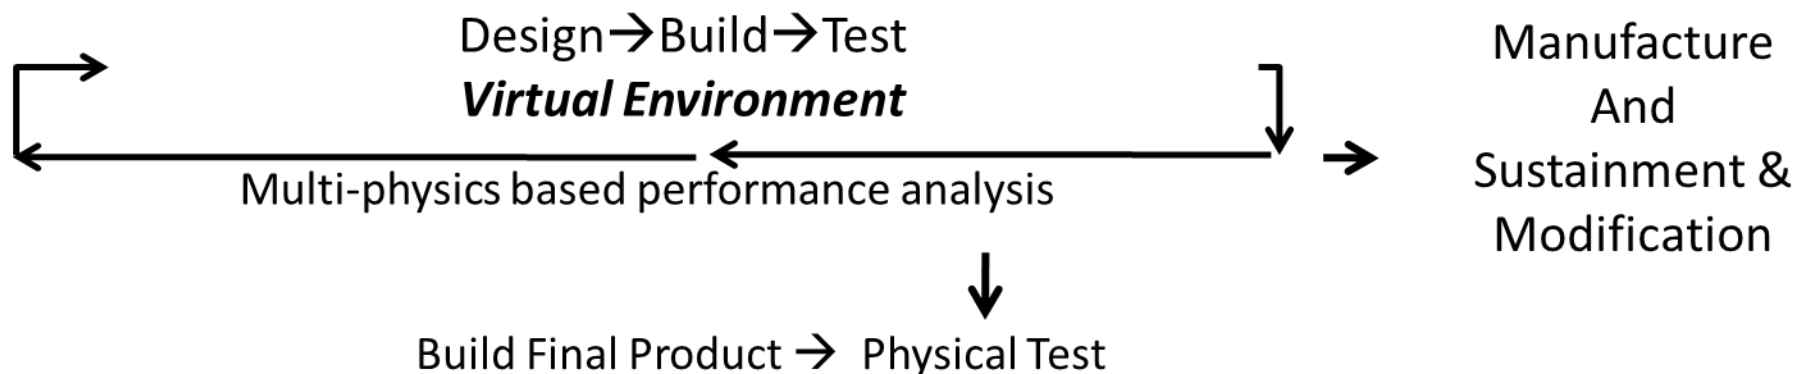 Design→Build→Test
Virtual Environment
Multi-physics based performance analysis
Build Final Product → Physical Test
Manufacture
And
Sustainment &
Modification